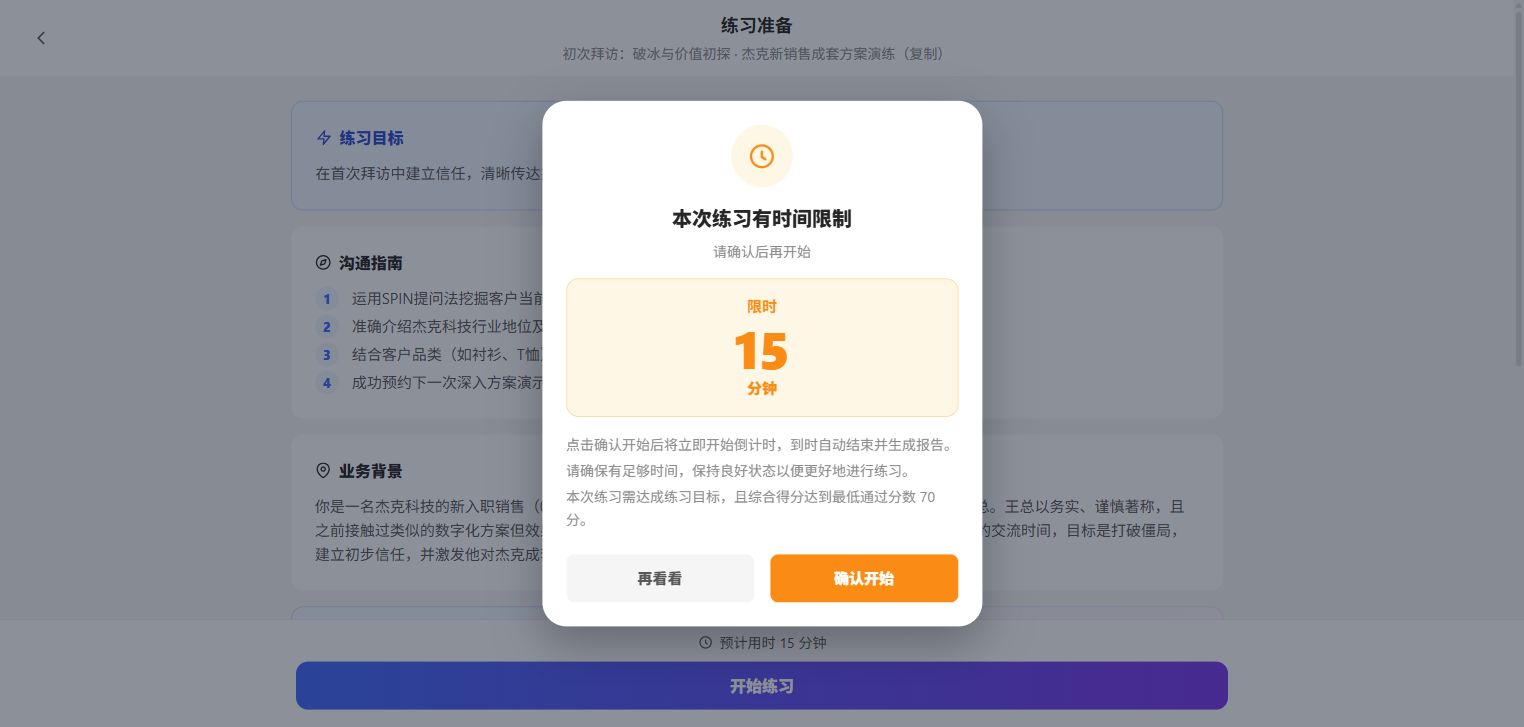 练习准备
初次拜访：破冰与价值初探 · 杰克新销售成套方案演练（复制）
练习目标
在首次拜访中建立信任，清晰传达
沟通指南
1 运用SPIN提问法挖掘客户当前
2 准确介绍杰克科技行业地位及
3 结合客户品类（如衬衫、T恤
4 成功预约下一次深入方案演示
业务背景
你是一名杰克科技的新入职销售（
总。王总以务实、谨慎著称，且
之前接触过类似的数字化方案但效
的交流时间，目标是打破僵局，
建立初步信任，并激发他对杰克成
本次练习有时间限制
请确认后再开始
限时
15
分钟
点击确认开始后将立即开始倒计时，到时自动结束并生成报告。
请确保有足够时间，保持良好状态以便更好地进行练习。
本次练习需达成练习目标，且综合得分达到最低通过分数 70
分。
再看看
确认开始
预计用时 15 分钟
开始练习